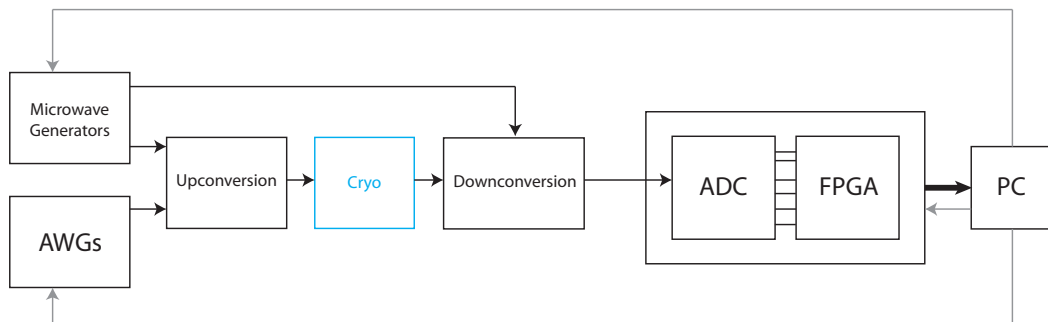 Microwave
Generators
Upconversion
Cryo
Downconversion
ADC
FPGA
PC
AWGs